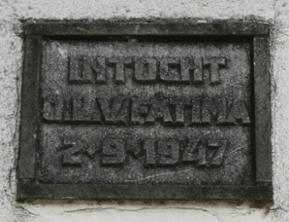 INTOCHT
O.L.V. FATIMA
2-9-1947